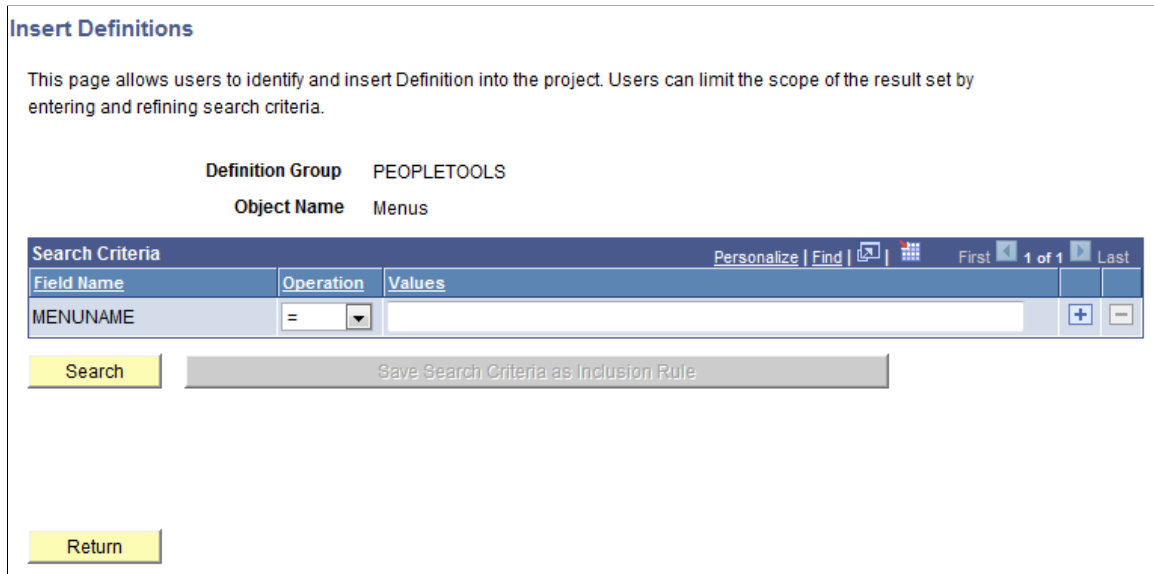 Insert Definitions
This page allows users to identify and insert Definition into the project. Users can limit the scope of the result set by
entering and refining search criteria.
Definition Group PEOPLETOOLS
Object Name Menus
Search Criteria Personalize | Find | | First 1 of 1 Last
Field Name Operation Values
MENUNAME =
Search Save Search Criteria as Inclusion Rule
Return